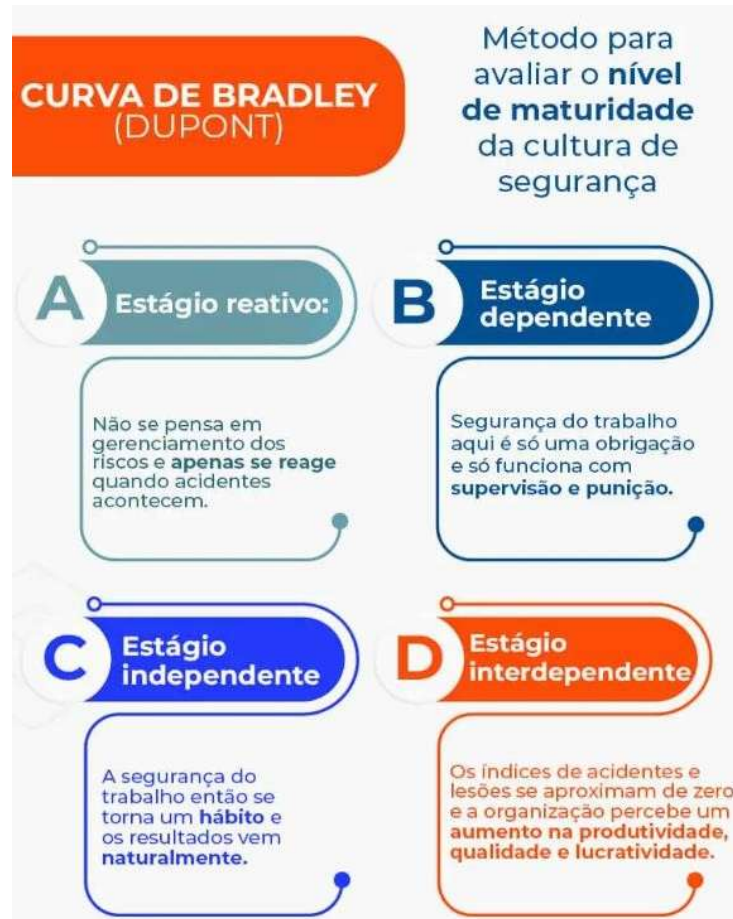 CURVA DE BRADLEY
(DUPONT)
Método para
avaliar o nível
de maturidade
da cultura de
segurança
A
Estágio reativo:
Não se pensa em
gerenciamento dos
riscos e apenas se reage
quando acidentes
acontecem.
B
Estágio
dependente
Segurança do trabalho
aqui é só uma obrigação
e só funciona com
supervisão e punição.
C
Estágio
independente
A segurança do
trabalho então se
torna um hábito e
os resultados vem
naturalmente.
D
Estágio
interdependente
Os índices de acidentes e
lesões se aproximam de zero
e a organização percebe um
aumento na produtividade,
qualidade e lucratividade.